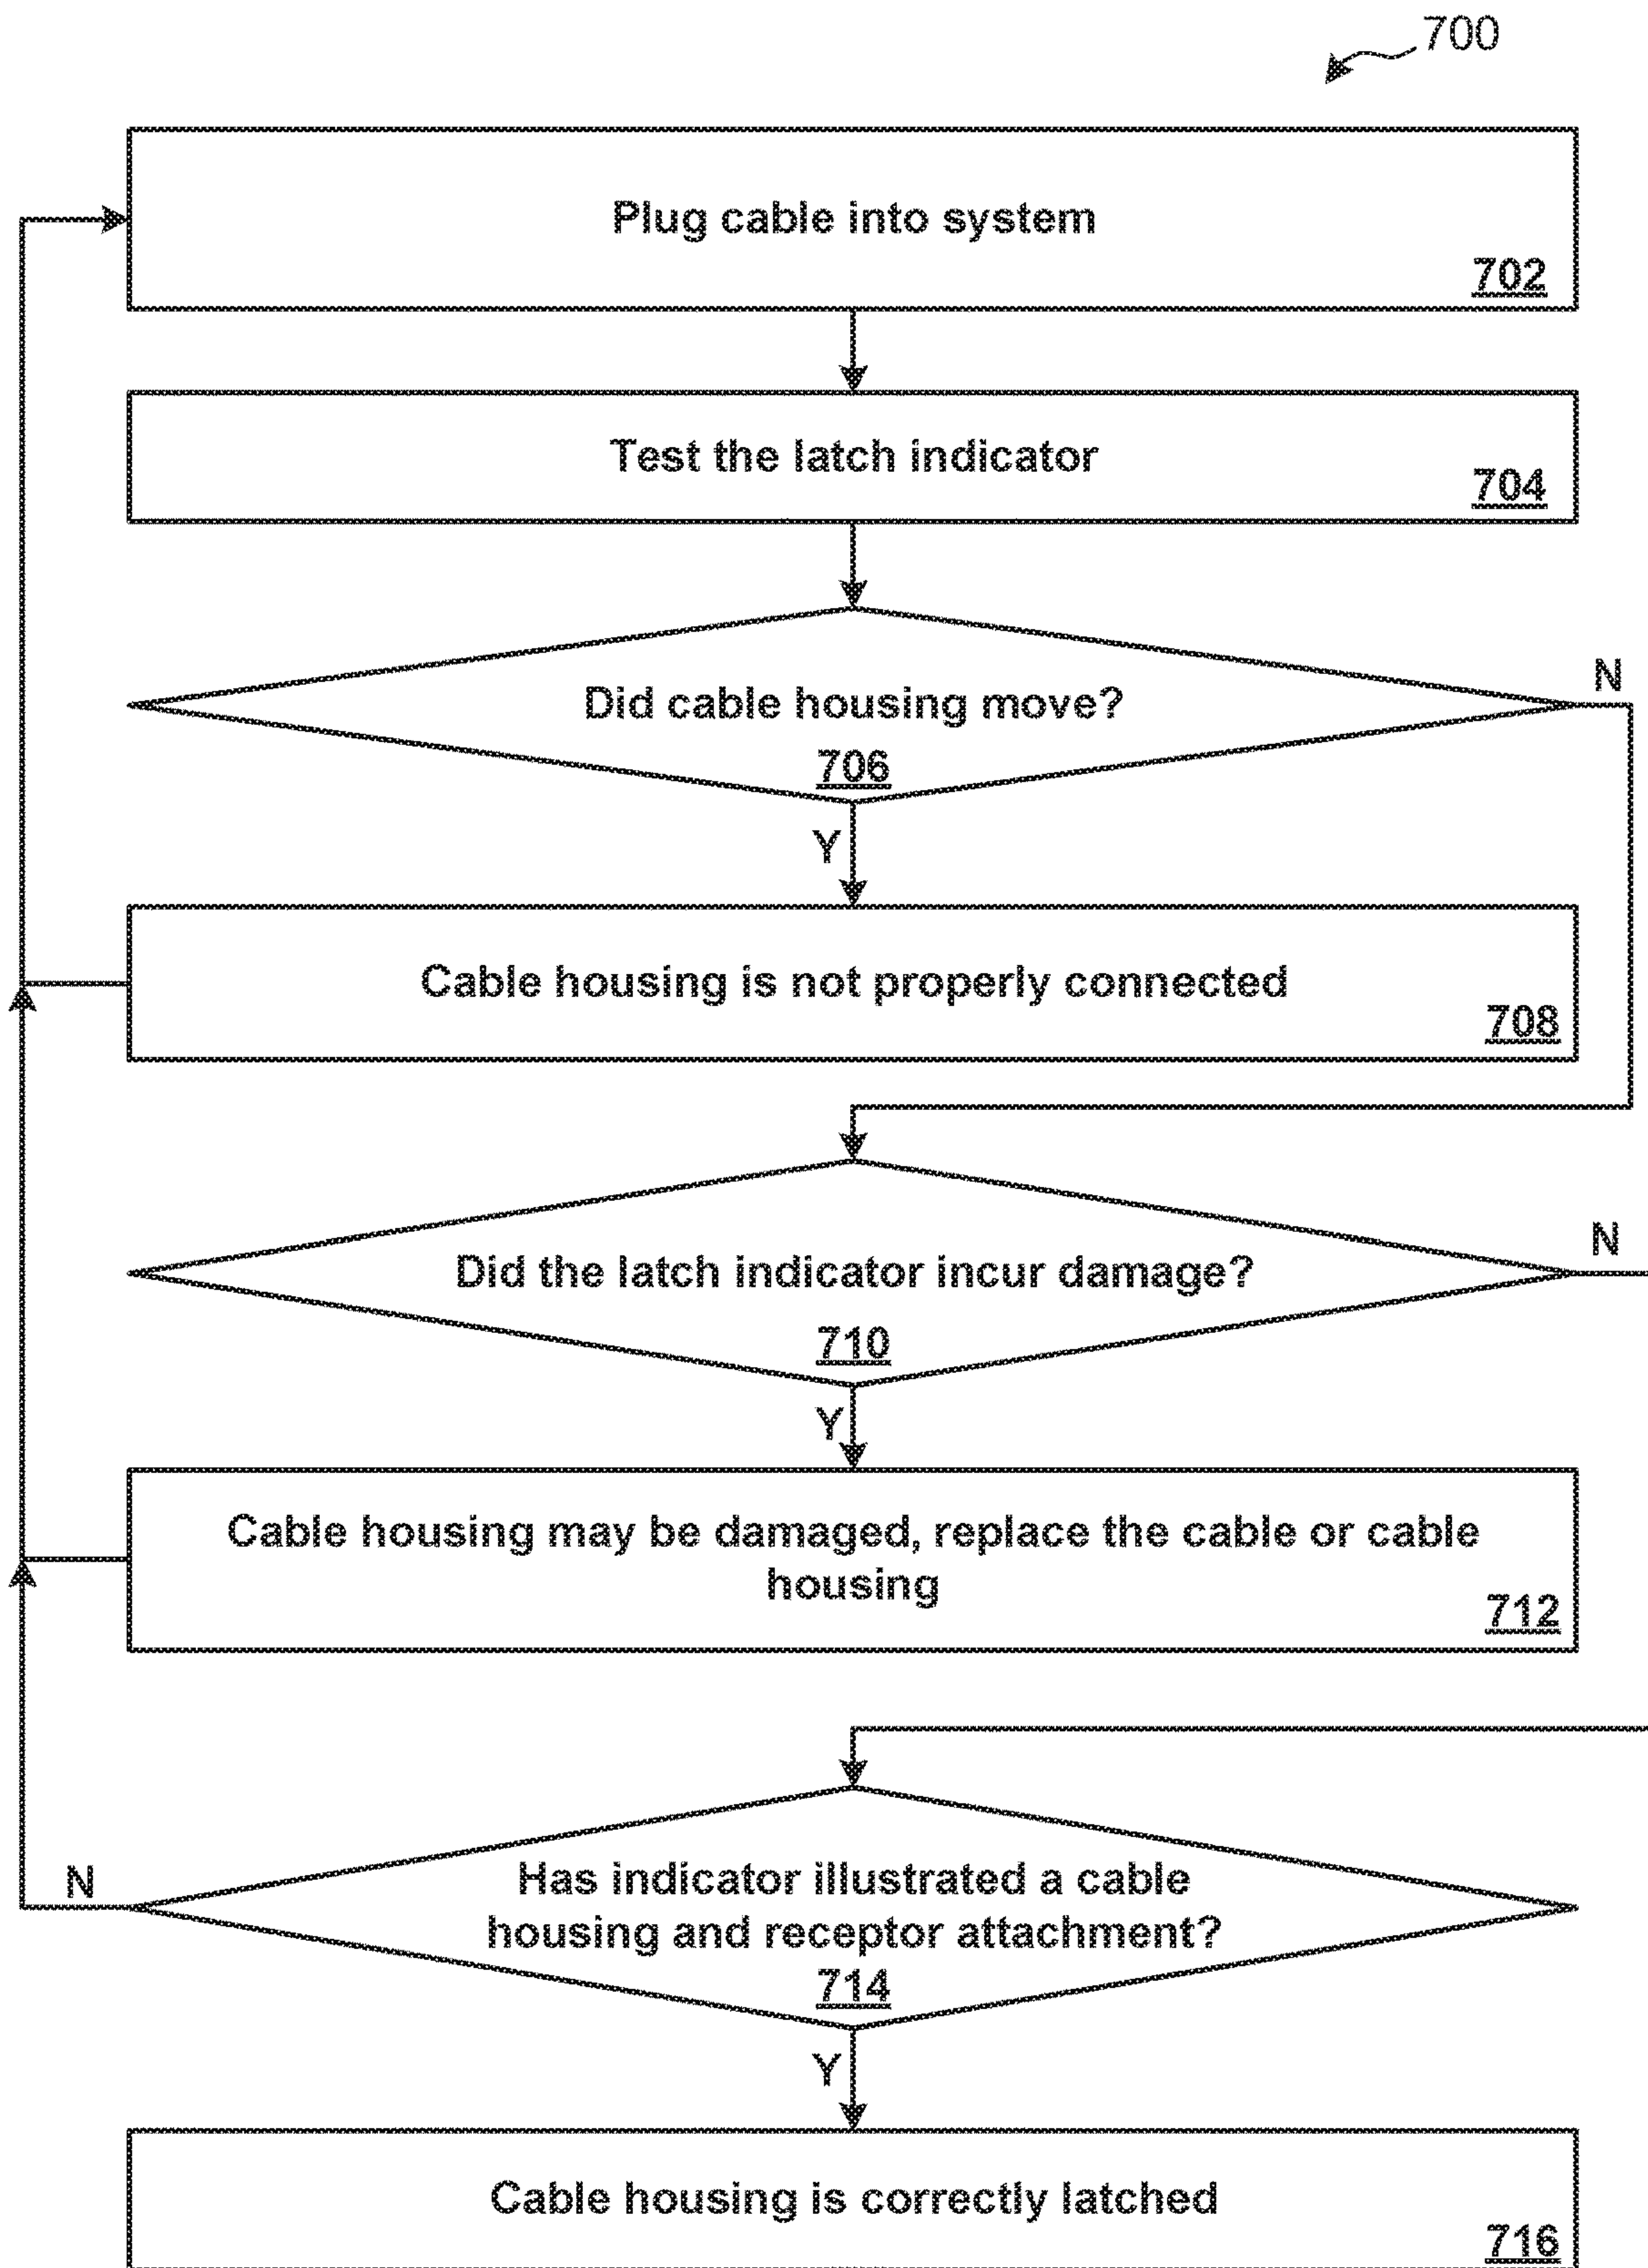 700
Plug cable into system
702
Test the latch indicator
704
Did cable housing move?
706
N
Y
Cable housing is not properly connected
708
Did the latch indicator incur damage?
710
N
Y
Cable housing may be damaged, replace the cable or cable
housing
712
Has indicator illustrated a cable
housing and receptor attachment?
714
N
Y
Cable housing is correctly latched
716